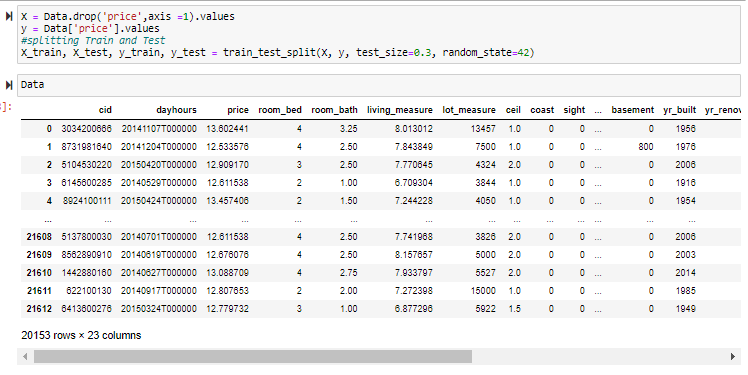 X = Data.drop('price',axis =1).values
y = Data['price'].values
#splitting Train and Test
X_train, X_test, y_train, y_test = train_test_split(X, y, test_size=0.3, random_state=42)
Data
]:
cid dayhours price room_bed room_bath living_measure lot_measure ceil coast sight ... basement yr_built yr_renov
0 3034200666 20141107T000000 13.602441 4 3.25 8.013012 13457 1.0 0 0 ... 0 1956
1 8731981640 20141204T000000 12.533576 4 2.50 7.843849 7500 1.0 0 0 ... 800 1976
2 5104530220 20150420T000000 12.909170 3 2.50 7.770645 4324 2.0 0 0 ... 0 2006
3 6145600285 20140529T000000 12.611538 2 1.00 6.709304 3844 1.0 0 0 ... 0 1916
4 8924100111 20150424T000000 13.457406 2 1.50 7.244228 4050 1.0 0 0 ... 0 1954
... ... ... ... ... ... ... ... ... ... ... ... ... ...
21608 5137800030 20140701T000000 12.611538 4 2.50 7.741968 3826 2.0 0 0 ... 0 2006
21609 8562890910 20140619T000000 12.676076 4 2.50 8.157657 5000 2.0 0 0 ... 0 2003
21610 1442880160 20140627T000000 13.088709 4 2.75 7.933797 5527 2.0 0 0 ... 0 2014
21611 622100130 20140917T000000 12.807653 2 2.00 7.272398 15000 1.0 0 0 ... 0 1985
21612 6413600276 20150324T000000 12.779732 3 1.00 6.877296 5922 1.5 0 0 ... 0 1949
20153 rows × 23 columns